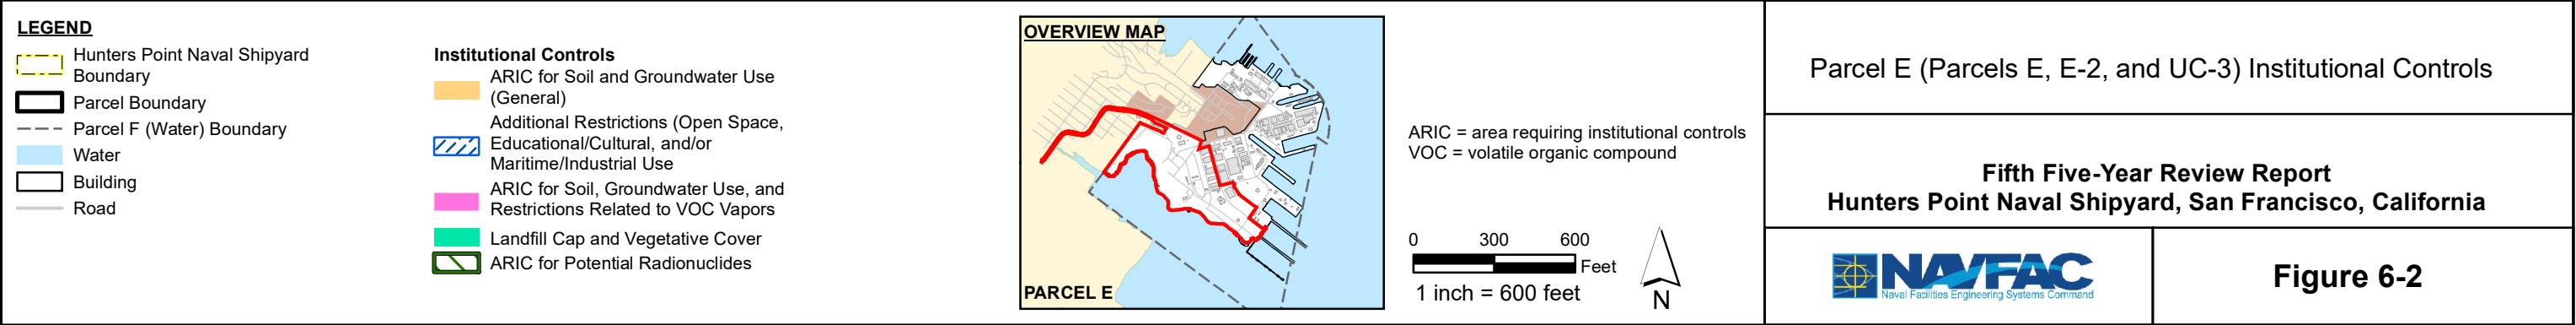 LEGEND
Hunters Point Naval Shipyard
Boundary
Parcel Boundary
Parcel F (Water) Boundary
Water
Building
Road
Institutional Controls
ARIC for Soil and Groundwater Use
(General)
Additional Restrictions (Open Space,
Educational/Cultural, and/or
Maritime/Industrial Use
ARIC for Soil, Groundwater Use, and
Restrictions Related to VOC Vapors
Landfill Cap and Vegetative Cover
ARIC for Potential Radionuclides
OVERVIEW MAP
PARCEL E
ARIC = area requiring institutional controls
VOC = volatile organic compound
0 300 600
Feet
1 inch = 600 feet
N
Parcel E (Parcels E, E-2, and UC-3) Institutional Controls
Fifth Five-Year Review Report
Hunters Point Naval Shipyard, San Francisco, California
NAVFAC
Naval Facilities Engineering Systems Command
Figure 6-2